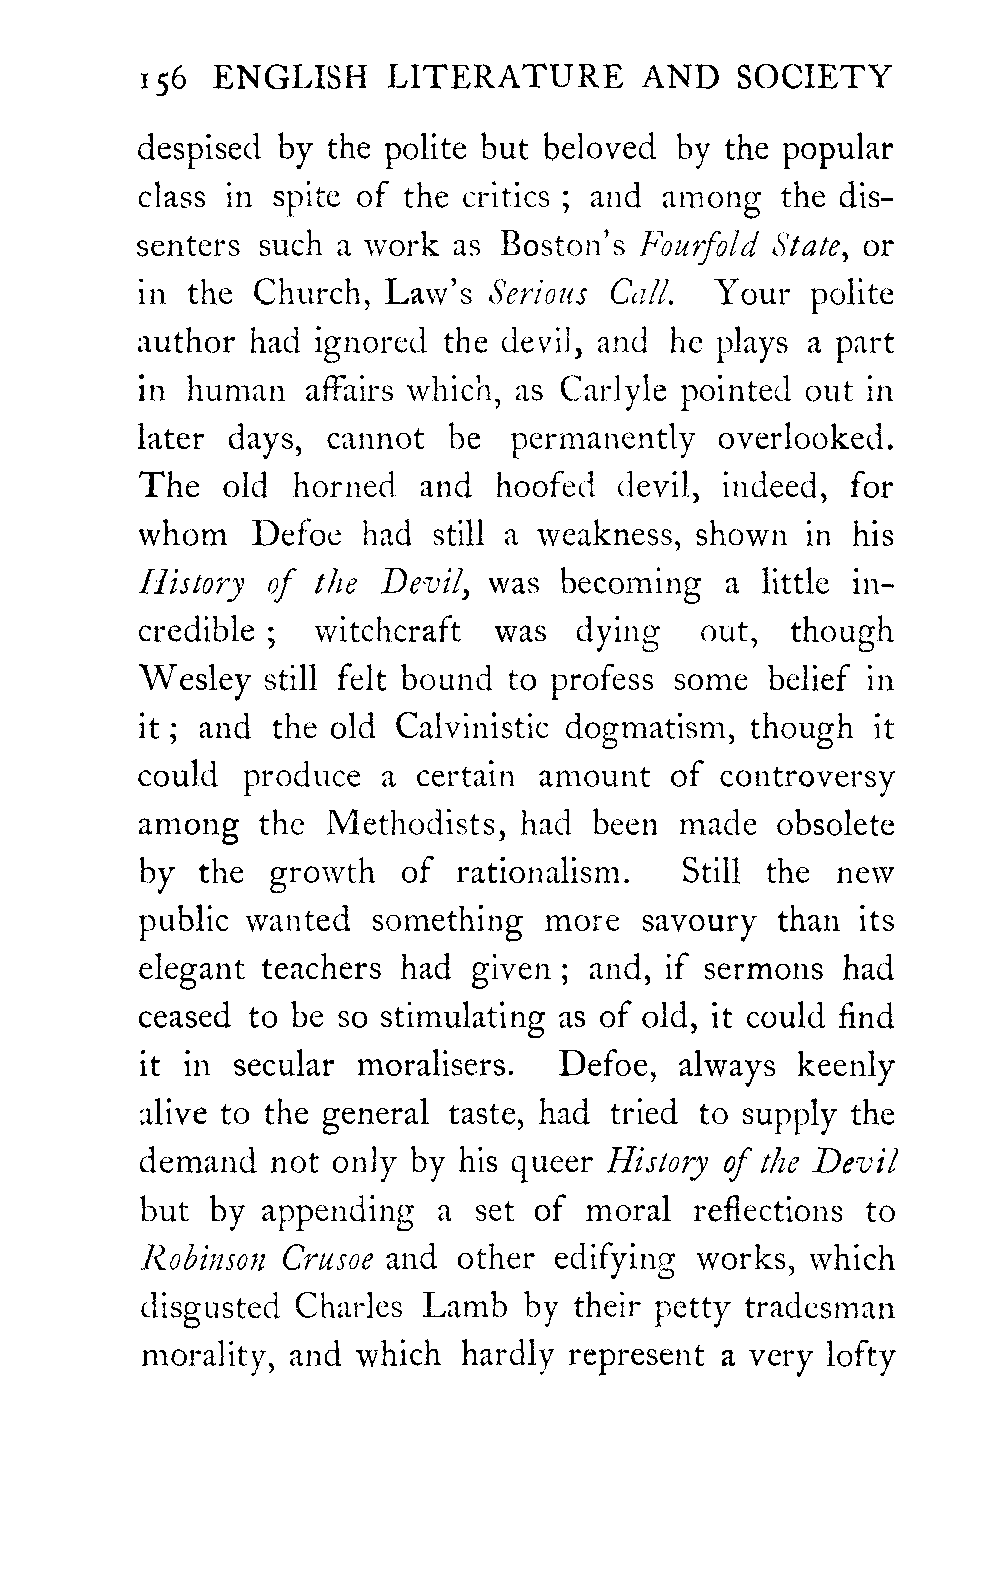 156 ENGLISH LITERATURE AND SOCIETY
despised by the polite but beloved by the popular
class in spite of the critics ; and among the dis-
senters such a work as Boston's Fourfold State, or
in the Church, Law's Serious Call. Your polite
author had ignored the devil, and he plays a part
in human affairs which, as Carlyle pointed out in
later days, cannot be permanently overlooked.
The old horned and hoofed devil, indeed, for
whom Defoe had still a weakness, shown in his
History of the Devil, was becoming a little in-
credible ; witchcraft was dying out, though
Wesley still felt bound to profess some belief in
it ; and the old Calvinistic dogmatism, though it
could produce a certain amount of controversy
among the Methodists, had been made obsolete
by the growth of rationalism. Still the new
public wanted something more savoury than its
elegant teachers had given ; and, if sermons had
ceased to be so stimulating as of old, it could find
it in secular moralisers. Defoe, always keenly
alive to the general taste, had tried to supply the
demand not only by his queer History of the Devil
but by appending a set of moral reflections to
Robinson Crusoe and other edifying works, which
disgusted Charles Lamb by their petty tradesman
morality, and which hardly represent a very lofty